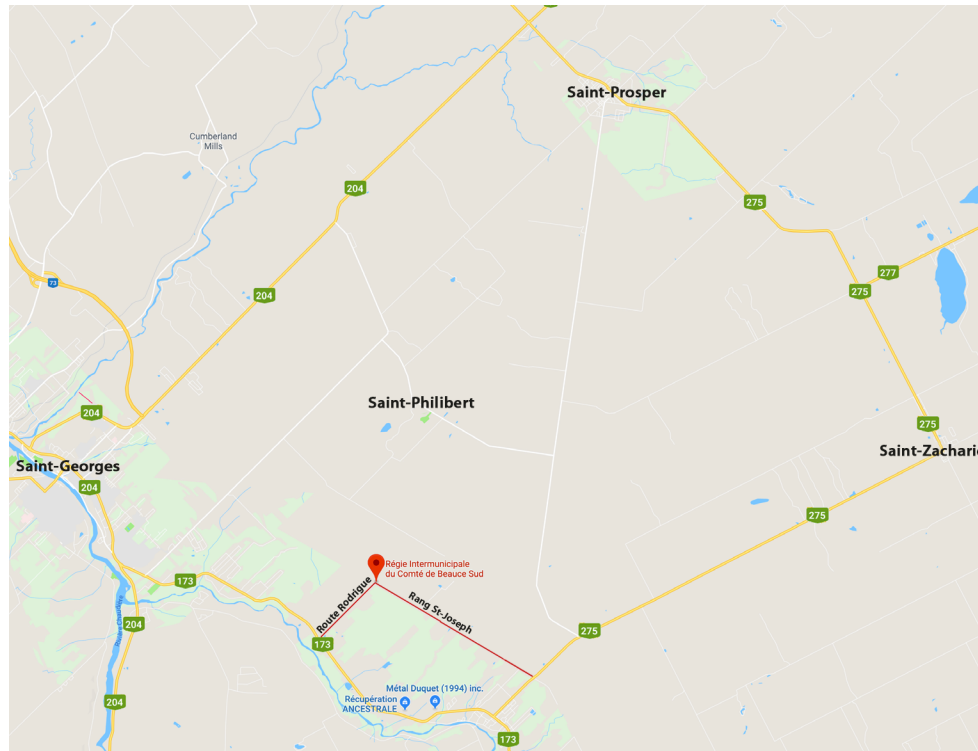 Saint-Prosper
Cumberland
Mills
204
204
275
277
275
73
204
Saint-Philibert
275
Saint-Georges
204
Saint-Zacharie
275
173
Régie Intermunicipale
du Comté de Beauce Sud
Route Rodrigue
Rang St-Joseph
204
Rivière Chaudière
173
275
Métal Duquet (1994) inc.
Récupération
ANCESTRALE
204
173